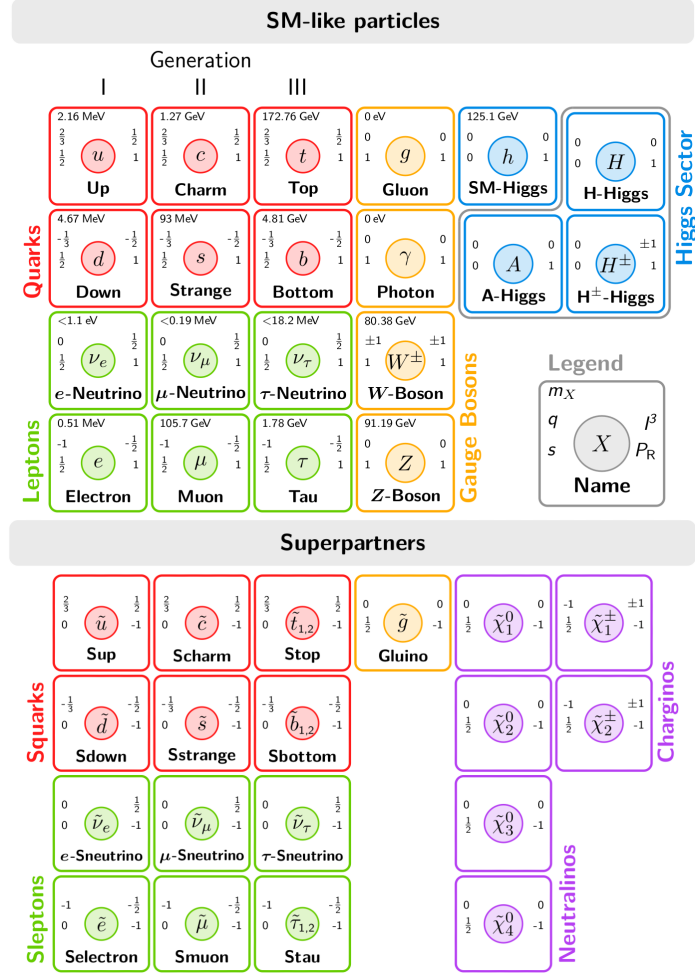 SM-like particles
Generation
I II III
2.16 MeV 1.27 GeV 172.76 GeV 0 eV 125.1 GeV
2/3 1/2 2/3 1/2 2/3 1/2 0 0 0 0 0 0
u c t g h H
1/2 1 1/2 1 1/2 1 1 1 0 1 0 1
Up Charm Top Gluon SM-Higgs H-Higgs
4.67 MeV 93 MeV 4.81 GeV 0 eV
-1/3 -1/2 -1/3 -1/2 -1/3 -1/2 0 0 0 0 0 ±1
d s b γ A H±
1/2 1 1/2 1 1/2 1 1 1 0 1 0 1
Down Strange Bottom Photon A-Higgs H±-Higgs
Quarks
Higgs Sector
<1.1 eV <0.19 MeV <18.2 MeV 80.38 GeV
0 1/2 0 1/2 0 1/2 ±1 ±1
νe νμ ντ W±
1/2 1 1/2 1 1/2 1 1 1
e-Neutrino μ-Neutrino τ-Neutrino W-Boson
0.51 MeV 105.7 GeV 1.78 GeV 91.19 GeV
-1 -1/2 -1 -1/2 -1 -1/2 0 0
e μ τ Z
1/2 1 1/2 1 1/2 1 1 1
Electron Muon Tau Z-Boson
Leptons
Gauge Bosons
Legend
mX
q I³
X
s PR
Name
Superpartners
2/3 1/2 2/3 1/2 2/3 1/2 0 0 0 0 -1 ±1
ũ c̃ t̃1,2 g̃ χ̃⁰₁ χ̃±₁
0 -1 0 -1 0 -1 1/2 -1 1/2 -1 1/2 -1
Sup Scharm Stop Gluino
-1/3 -1/2 -1/3 -1/2 -1/3 -1/2 0 0 -1 ±1
d̃ s̃ b̃1,2 χ̃⁰₂ χ̃±₂
0 -1 0 -1 0 -1 1/2 -1 1/2 -1
Sdown Sstrange Sbottom
Squarks
Charginos
0 1/2 0 1/2 0 1/2 0 0
ν̃e ν̃μ ν̃τ χ̃⁰₃
0 -1 0 -1 0 -1 1/2 -1
e-Sneutrino μ-Sneutrino τ-Sneutrino
-1 -1/2 -1 -1/2 -1 -1/2 0 0
ẽ μ̃ τ̃1,2 χ̃⁰₄
0 -1 0 -1 0 -1 1/2 -1
Selectron Smuon Stau
Sleptons
Neutralinos